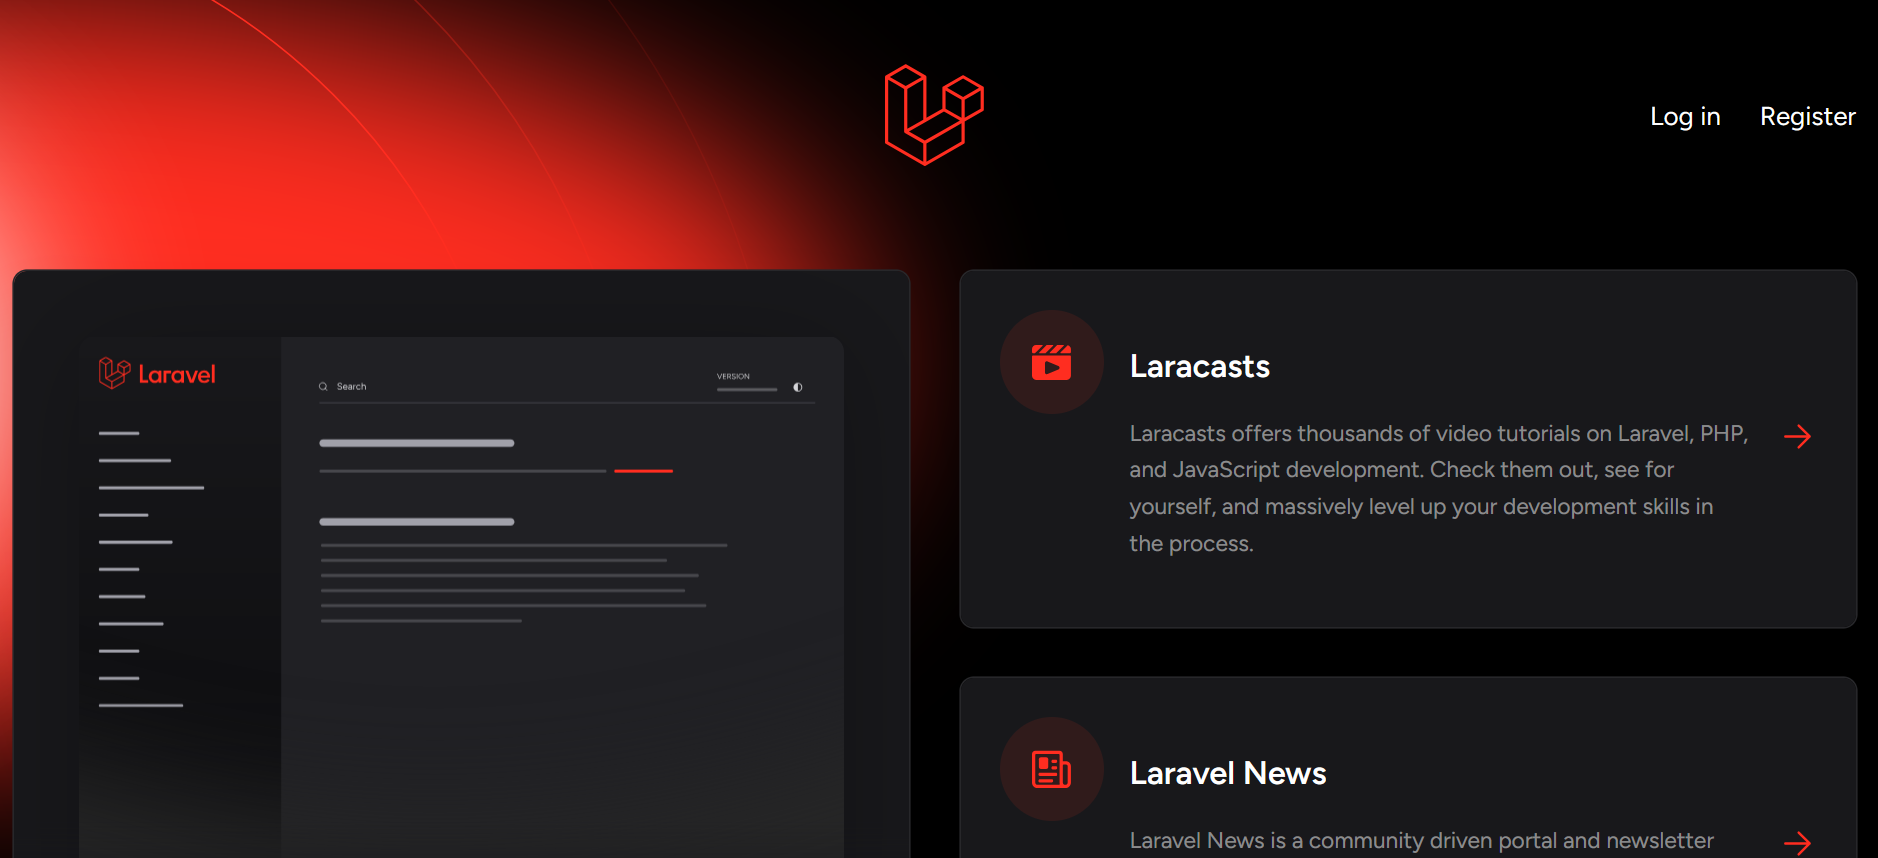 Log in Register
Laravel
Search
VERSION
Laracasts
Laracasts offers thousands of video tutorials on Laravel, PHP,
and JavaScript development. Check them out, see for
yourself, and massively level up your development skills in
the process.
Laravel News
Laravel News is a community driven portal and newsletter